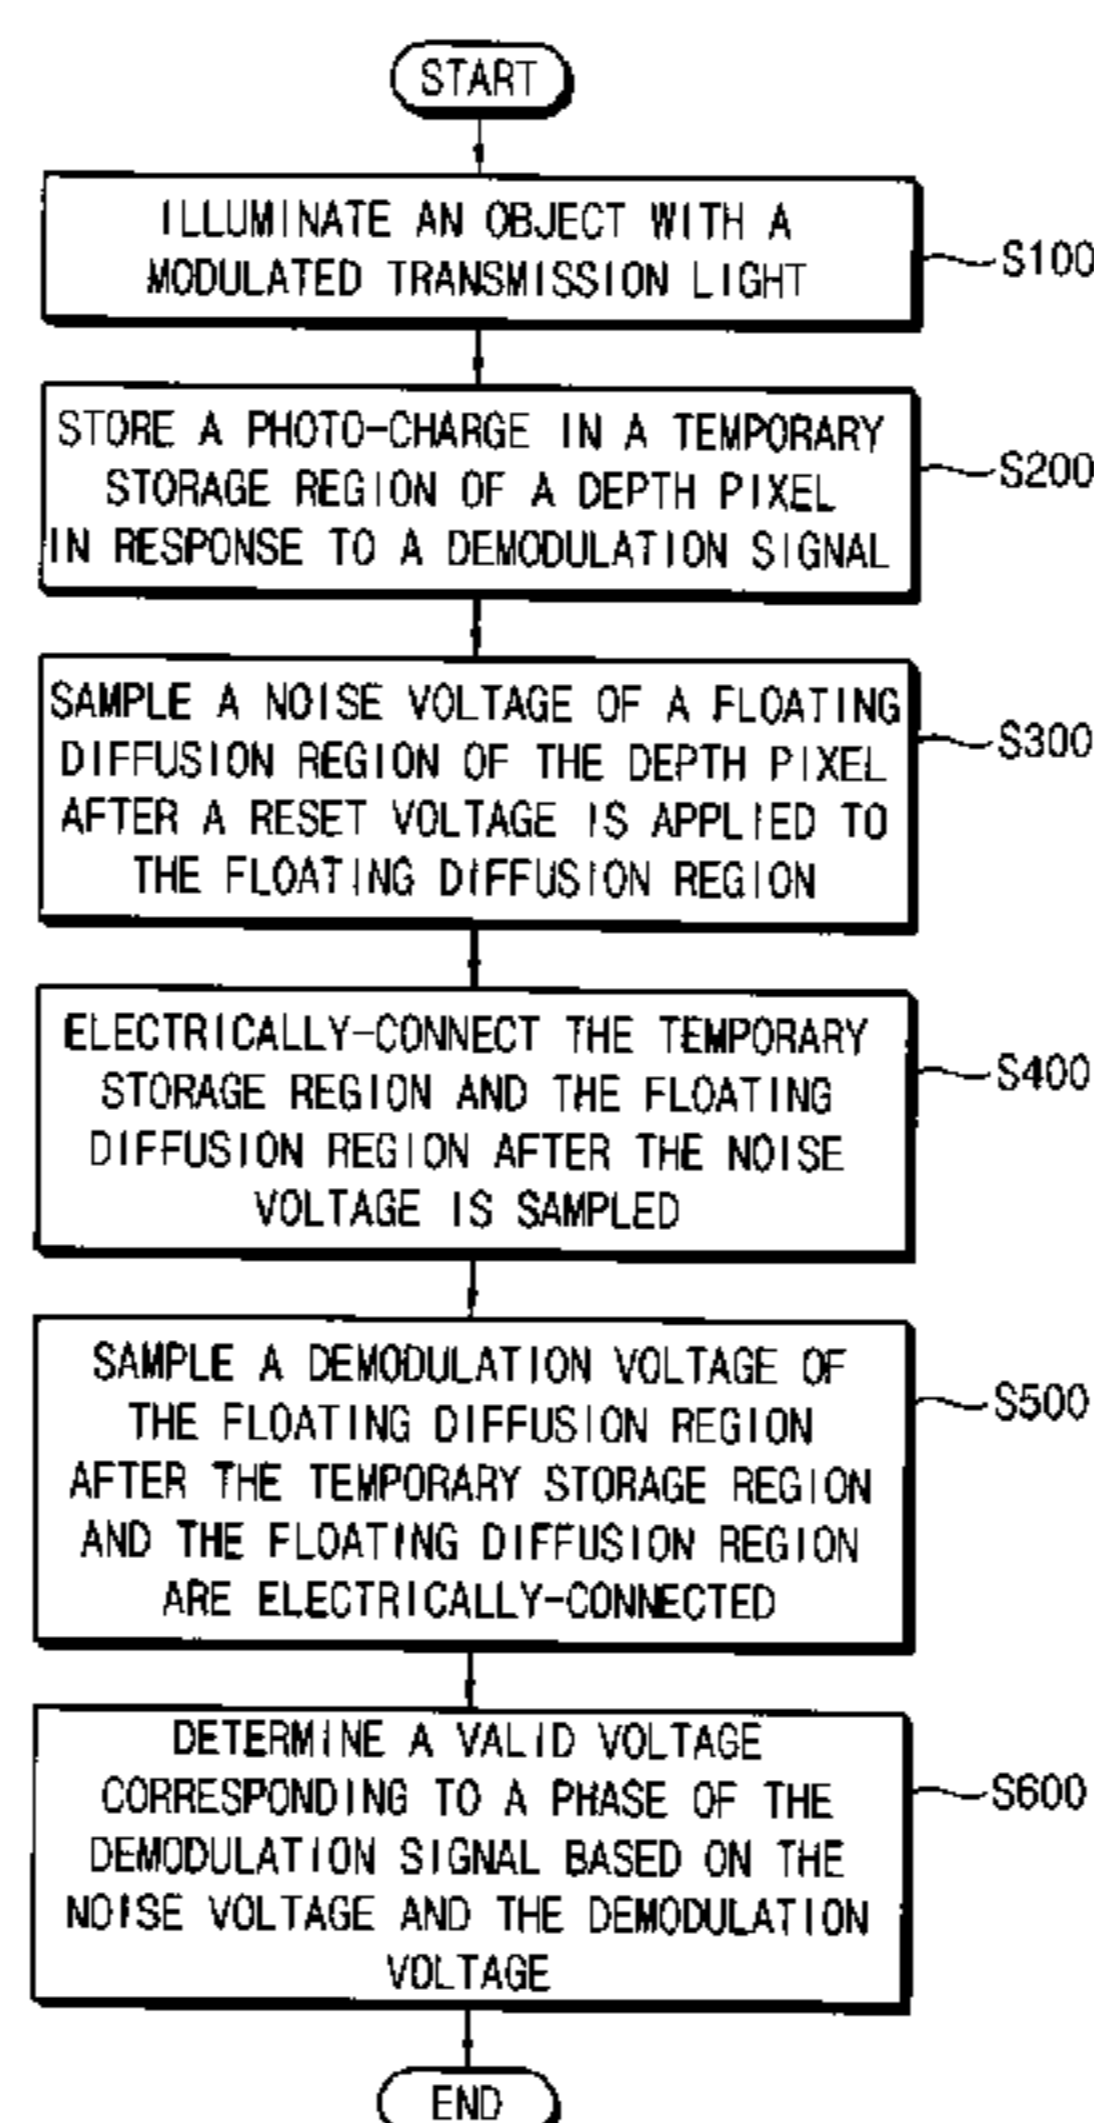 START
ILLUMINATE AN OBJECT WITH A
MODULATED TRANSMISSION LIGHT
S100
STORE A PHOTO-CHARGE IN A TEMPORARY
STORAGE REGION OF A DEPTH PIXEL
IN RESPONSE TO A DEMODULATION SIGNAL
S200
SAMPLE A NOISE VOLTAGE OF A FLOATING
DIFFUSION REGION OF THE DEPTH PIXEL
AFTER A RESET VOLTAGE IS APPLIED TO
THE FLOATING DIFFUSION REGION
S300
ELECTRICALLY-CONNECT THE TEMPORARY
STORAGE REGION AND THE FLOATING
DIFFUSION REGION AFTER THE NOISE
VOLTAGE IS SAMPLED
S400
SAMPLE A DEMODULATION VOLTAGE OF
THE FLOATING DIFFUSION REGION
AFTER THE TEMPORARY STORAGE REGION
AND THE FLOATING DIFFUSION REGION
ARE ELECTRICALLY-CONNECTED
S500
DETERMINE A VALID VOLTAGE
CORRESPONDING TO A PHASE OF THE
DEMODULATION SIGNAL BASED ON THE
NOISE VOLTAGE AND THE DEMODULATION
VOLTAGE
S600
END